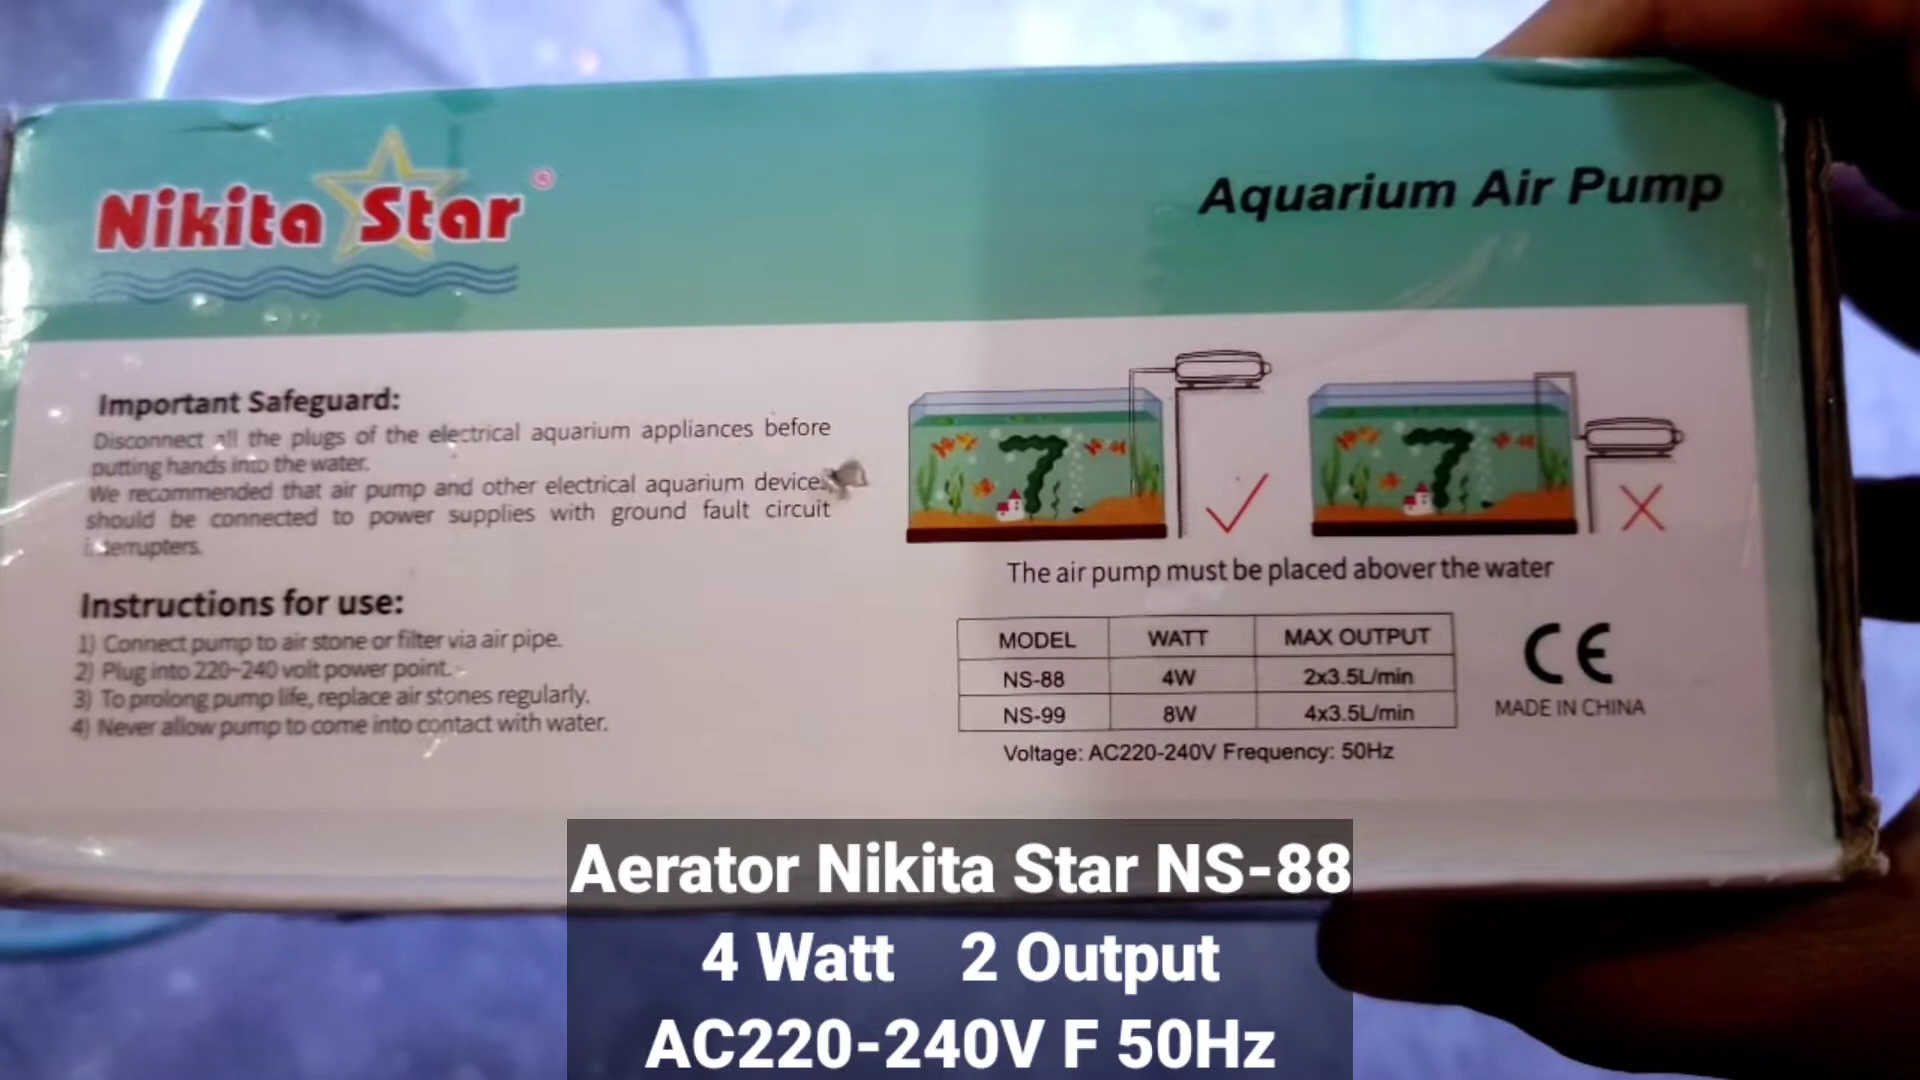 Nikita Star ®
Aquarium Air Pump
Important Safeguard:
Disconnect all the plugs of the electrical aquarium appliances before
putting hands into the water.
We recommended that air pump and other electrical aquarium device
should be connected to power supplies with ground fault circuit
interrupters.
Instructions for use:
1) Connect pump to air stone or filter via air pipe.
2) Plug into 220~240 volt power point.
3) To prolong pump life, replace air stones regularly.
4) Never allow pump to come into contact with water.
The air pump must be placed abover the water
MODEL WATT MAX OUTPUT
NS-88 4W 2x3.5L/min
NS-99 8W 4x3.5L/min
Voltage: AC220-240V Frequency: 50Hz
CE
MADE IN CHINA
Aerator Nikita Star NS-88
4 Watt 2 Output
AC220-240V F 50Hz